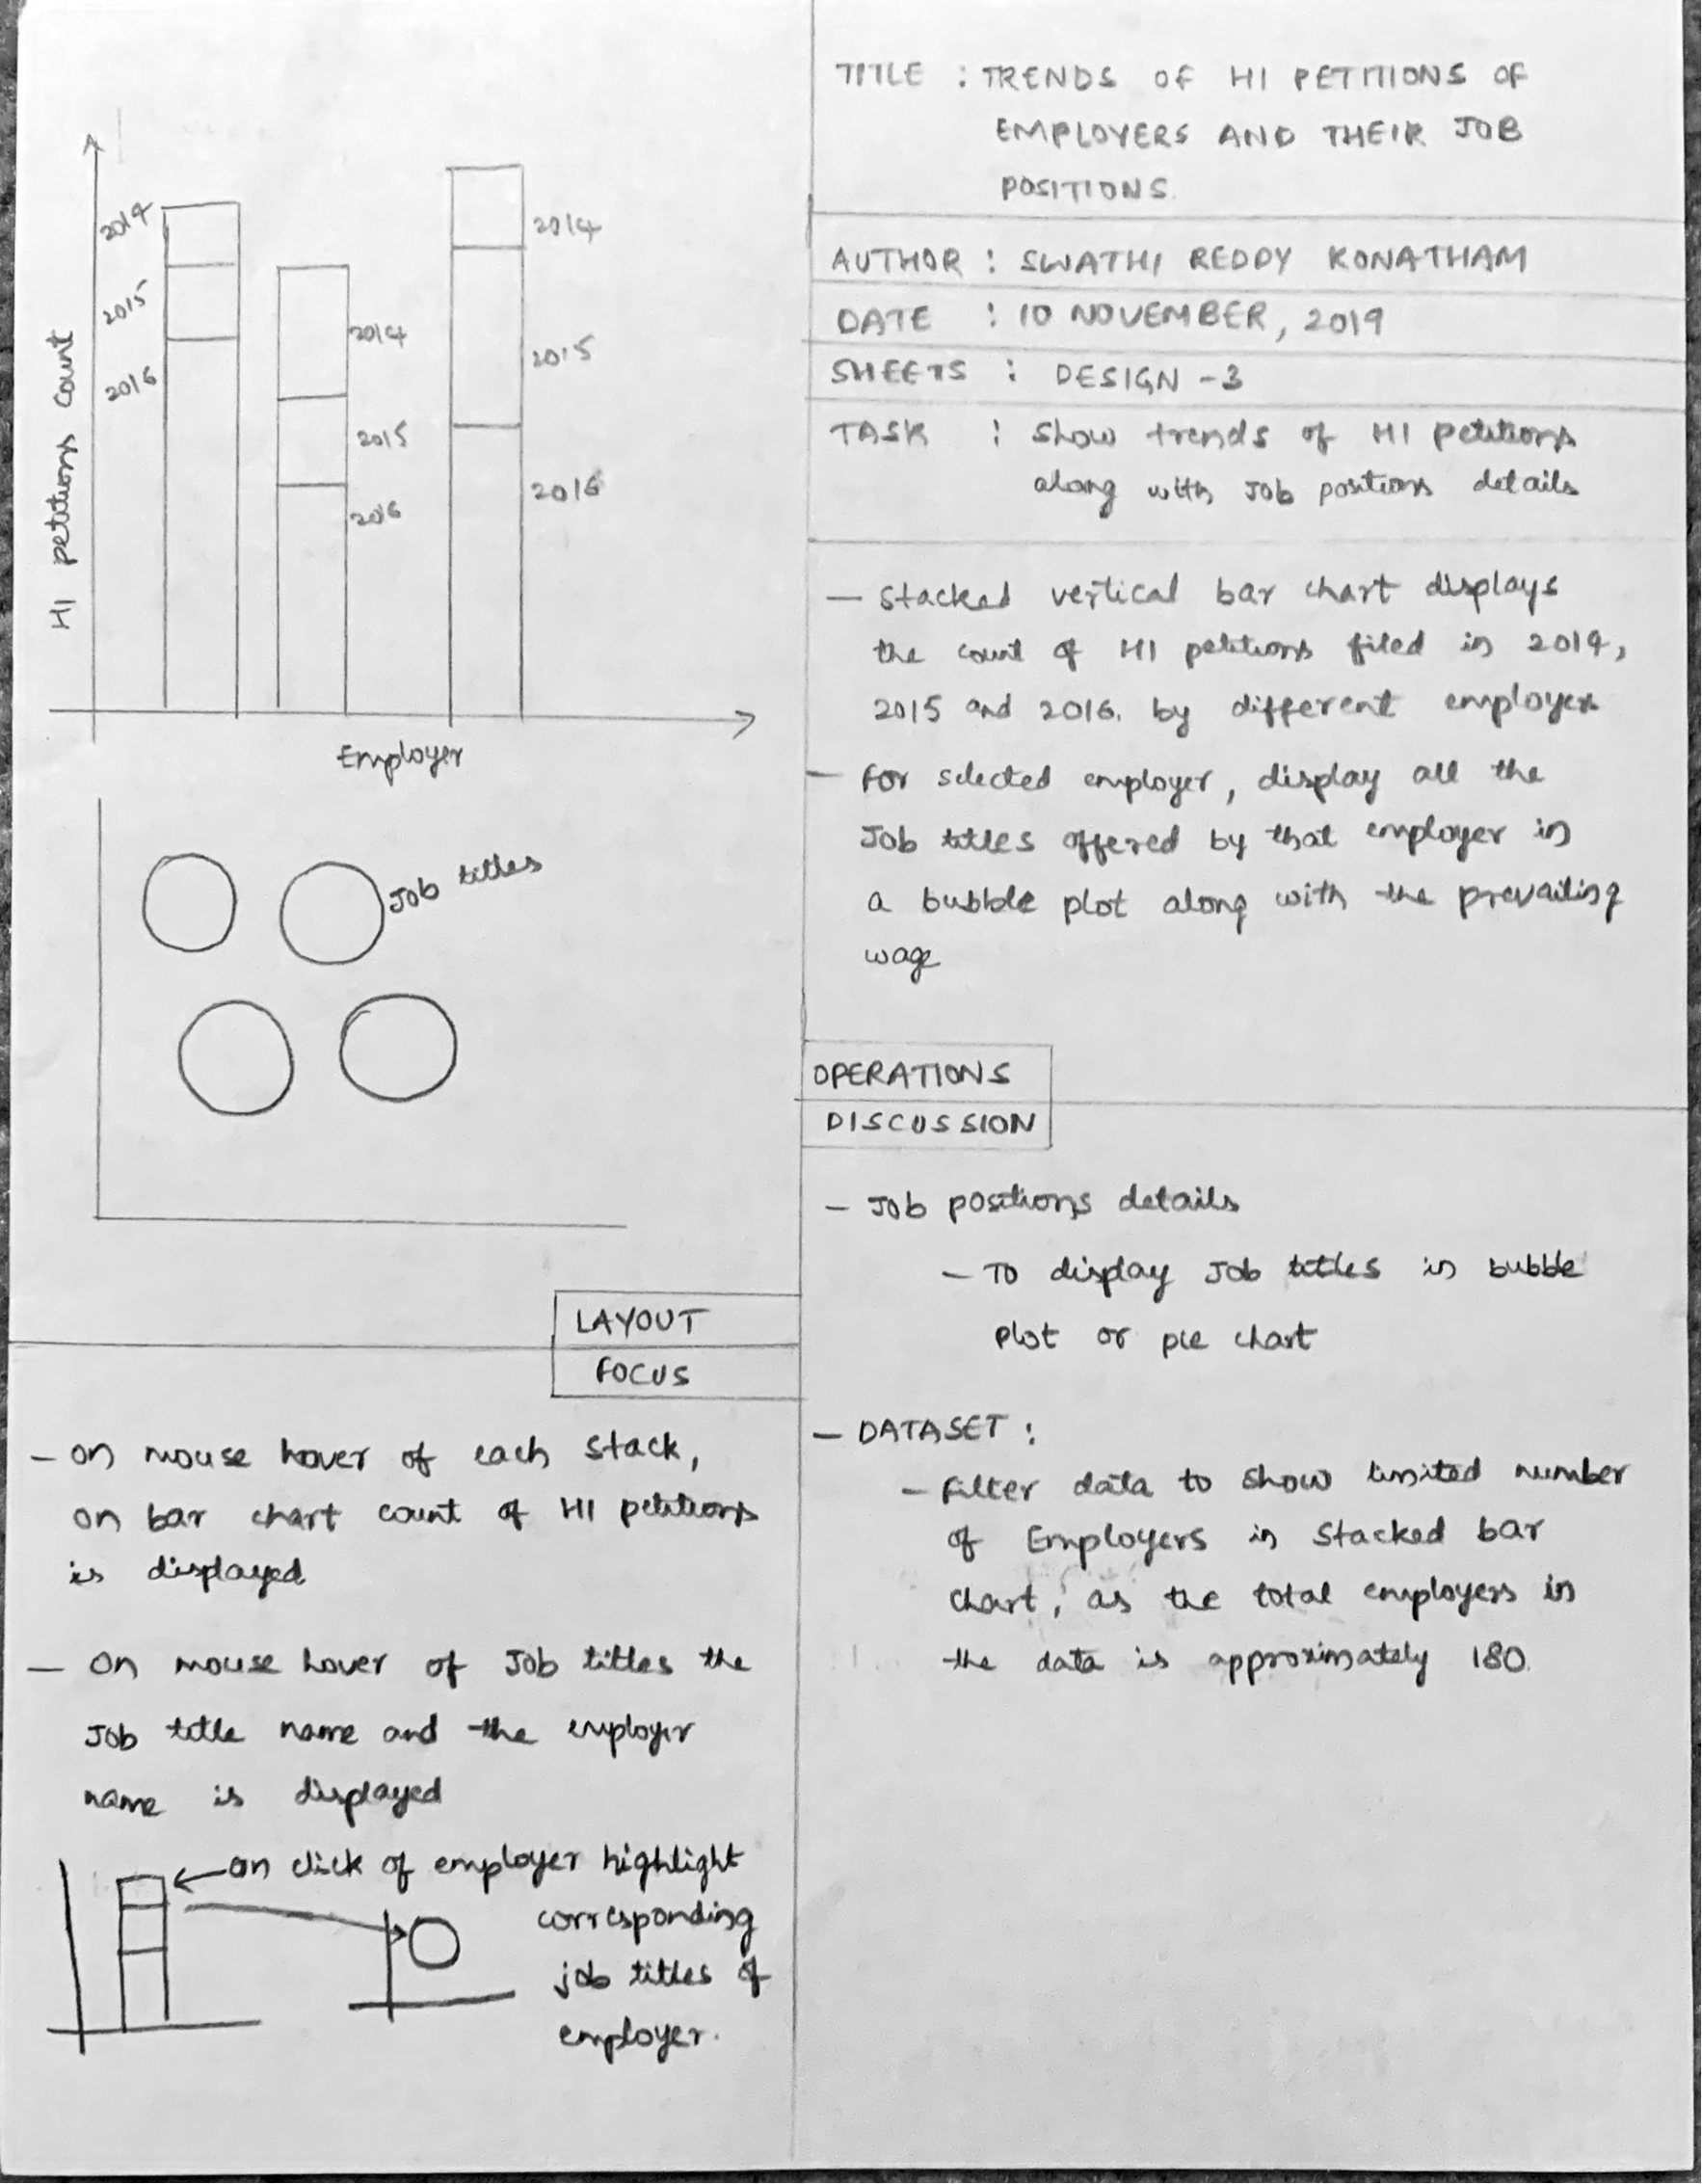 2014
2015
2016
2014
2015
2016
2014
2015
2016
H1 petitions count
Employer
Job titles
LAYOUT
FOCUS
- on mouse hover of each stack,
on bar chart count of H1 petitions
is displayed
- On mouse hover of Job titles the
Job title name and the employer
name is displayed
on click of employer highlight
corresponding
job titles of
employer.
TITLE : TRENDS OF H1 PETITIONS OF
EMPLOYERS AND THEIR JOB
POSITIONS.
AUTHOR : SWATHI REDDY KONATHAM
DATE : 10 NOVEMBER, 2019
SHEETS : DESIGN -3
TASK : Show trends of H1 petitions
along with Job positions details
- Stacked vertical bar chart displays
the count of H1 petitions filed in 2014,
2015 and 2016. by different employers
- For selected employer, display all the
Job titles offered by that employer in
a bubble plot along with the prevailing
wage
OPERATIONS
DISCUSSION
- Job positions details
- To display Job titles in bubble
plot or pie chart
- DATASET :
- Filter data to show limited number
of Employers in Stacked bar
chart, as the total employers in
the data is approximately 180.